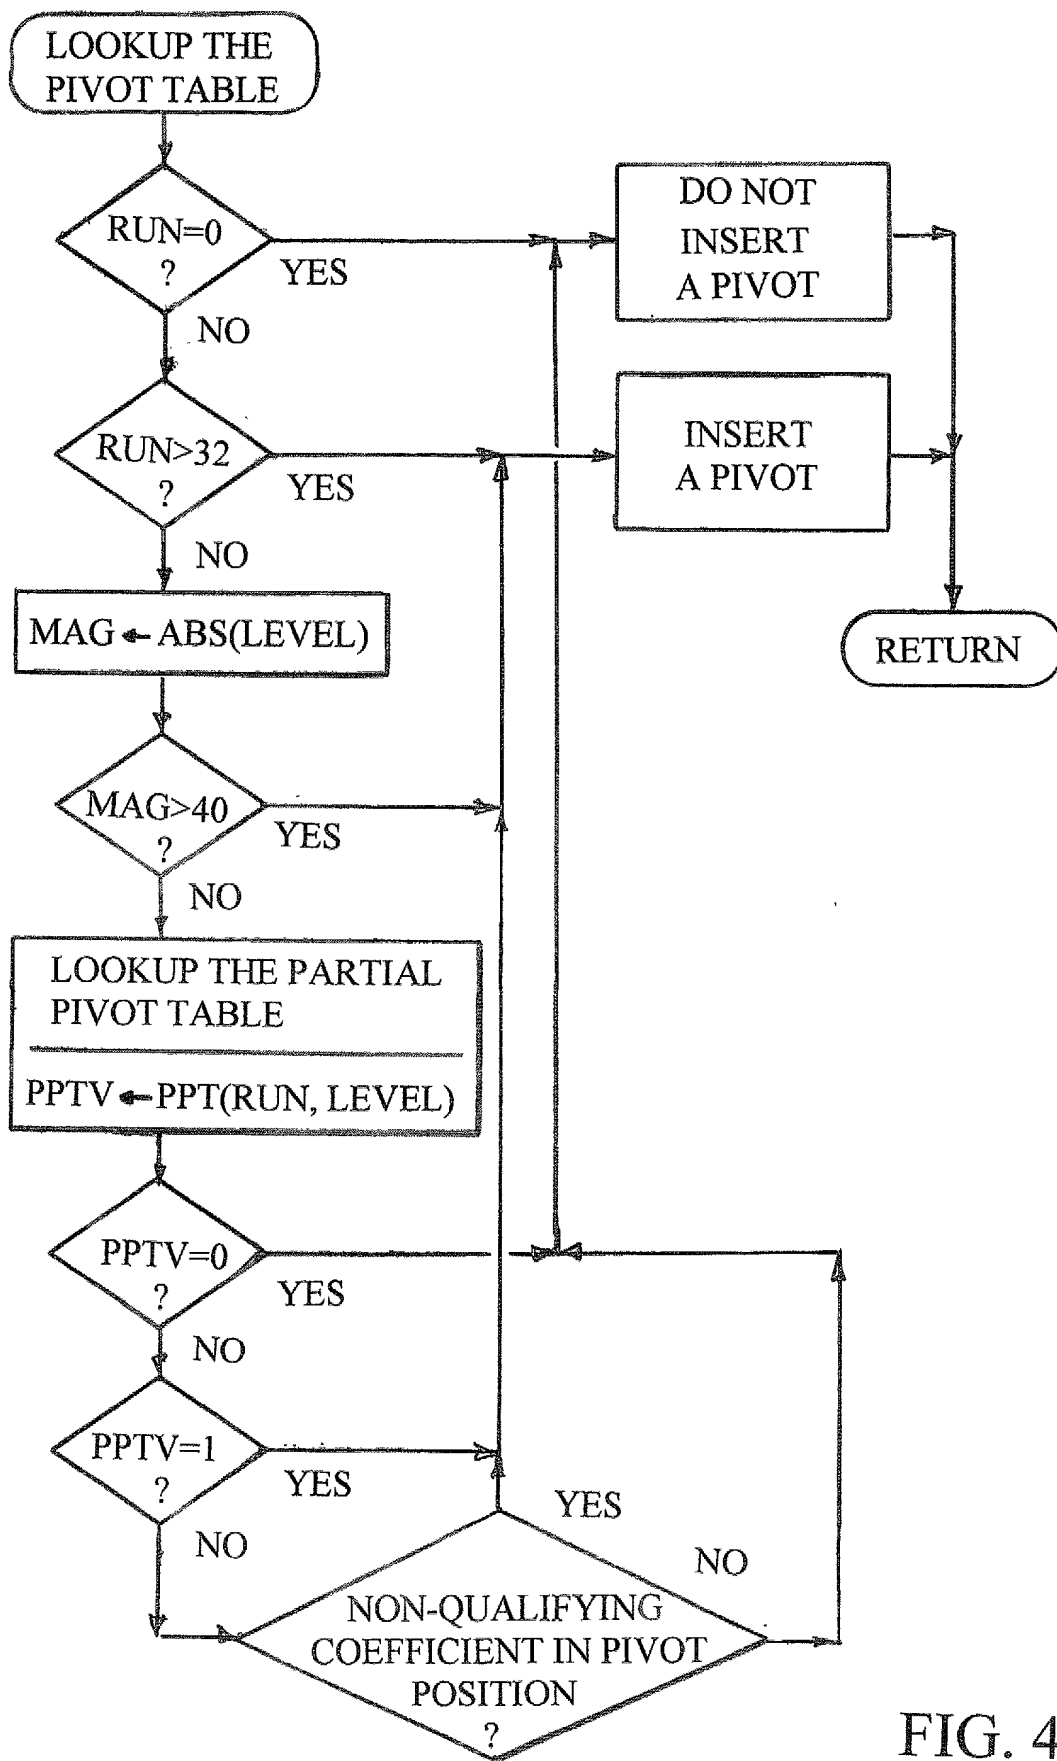 LOOKUP THE
PIVOT TABLE
RUN=0
?
YES
NO
DO NOT
INSERT
A PIVOT
RUN>32
?
YES
NO
INSERT
A PIVOT
MAG ← ABS(LEVEL)
RETURN
MAG>40
?
YES
NO
LOOKUP THE PARTIAL
PIVOT TABLE
PPTV ← PPT(RUN, LEVEL)
PPTV=0
?
YES
NO
PPTV=1
?
YES
NO
YES
NO
NON-QUALIFYING
COEFFICIENT IN PIVOT
POSITION
?
FIG. 4